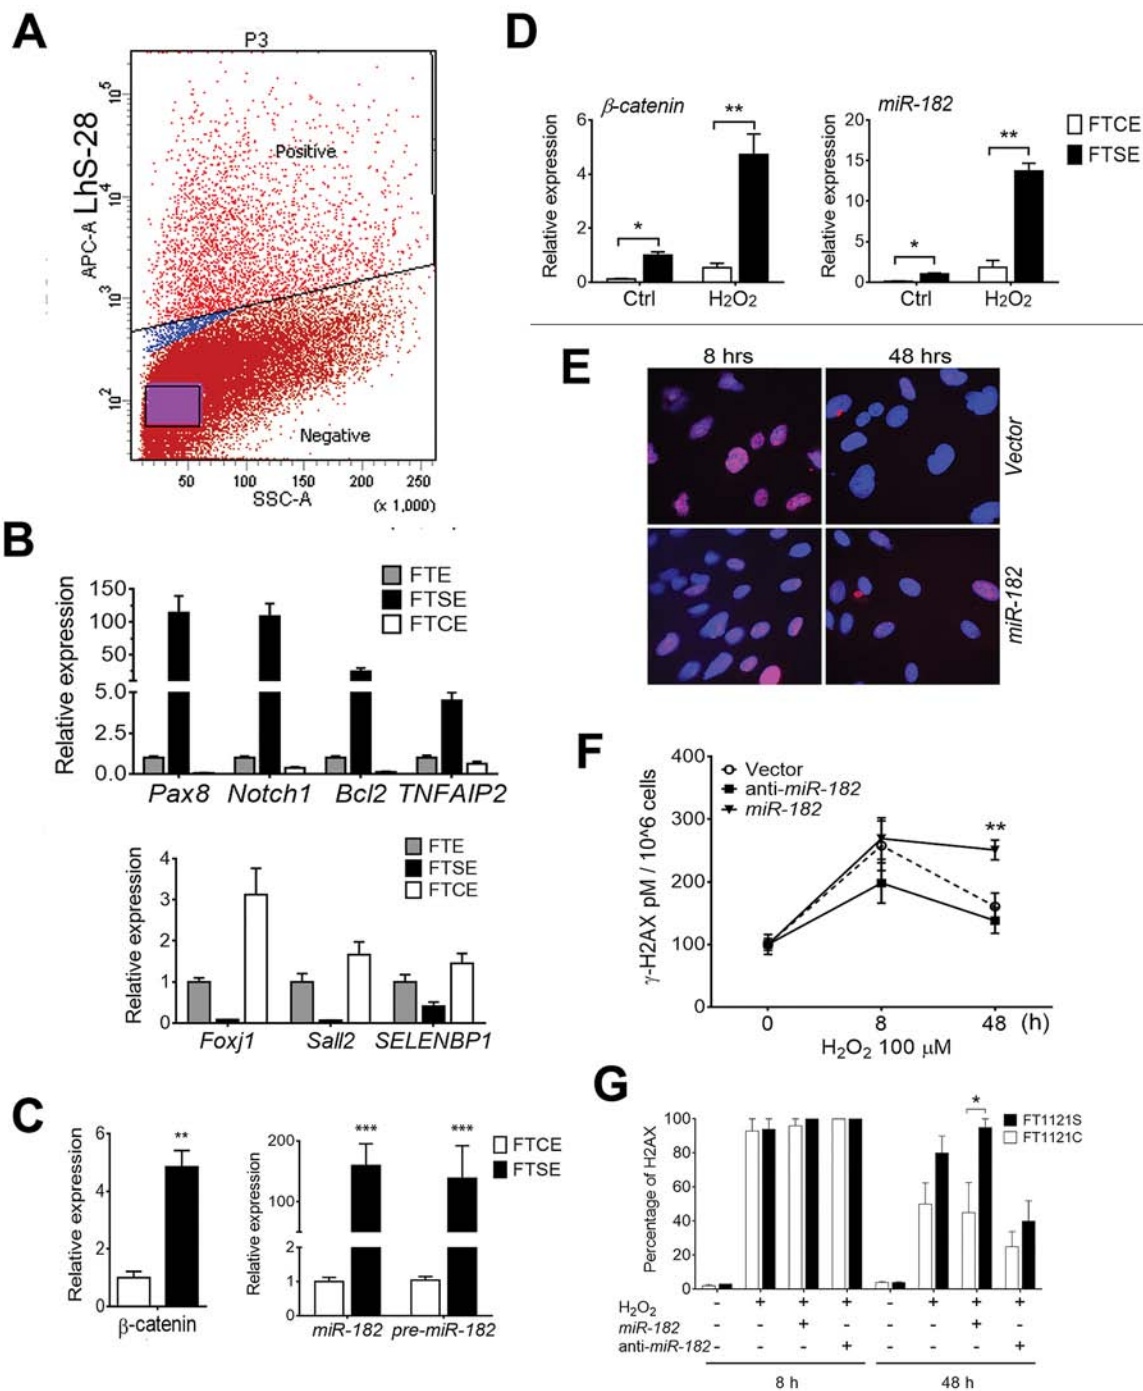 A
P3
APC-A LhS-28
10^5
10^4
10^3
10^2
Positive
Negative
50 100 150 200 250
SSC-A
(x 1,000)
B
Relative expression
150
100
50
5.0
2.5
0.0
FTE
FTSE
FTCE
Pax8 Notch1 Bcl2 TNFAIP2
Relative expression
4
3
2
1
0
FTE
FTSE
FTCE
Foxj1 Sall2 SELENBP1
C
Relative expression
6
4
2
0
**
β-catenin
Relative expression
200
100
2
1
0
*** ***
FTCE
FTSE
miR-182 pre-miR-182
D
β-catenin
Relative expression
6
4
2
0
* **
Ctrl H2O2
miR-182
Relative expression
20
15
10
5
0
* **
Ctrl H2O2
FTCE
FTSE
E
8 hrs 48 hrs
Vector
miR-182
F
γ-H2AX pM / 10^6 cells
400
300
200
100
0
Vector
anti-miR-182
miR-182
**
0 8 48 (h)
H2O2 100 µM
G
Percentage of H2AX
100
80
60
40
20
0
*
FT1121S
FT1121C
H2O2 - + + + - + + +
miR-182 - - + - - - + -
anti-miR-182 - - - + - - - +
8 h 48 h